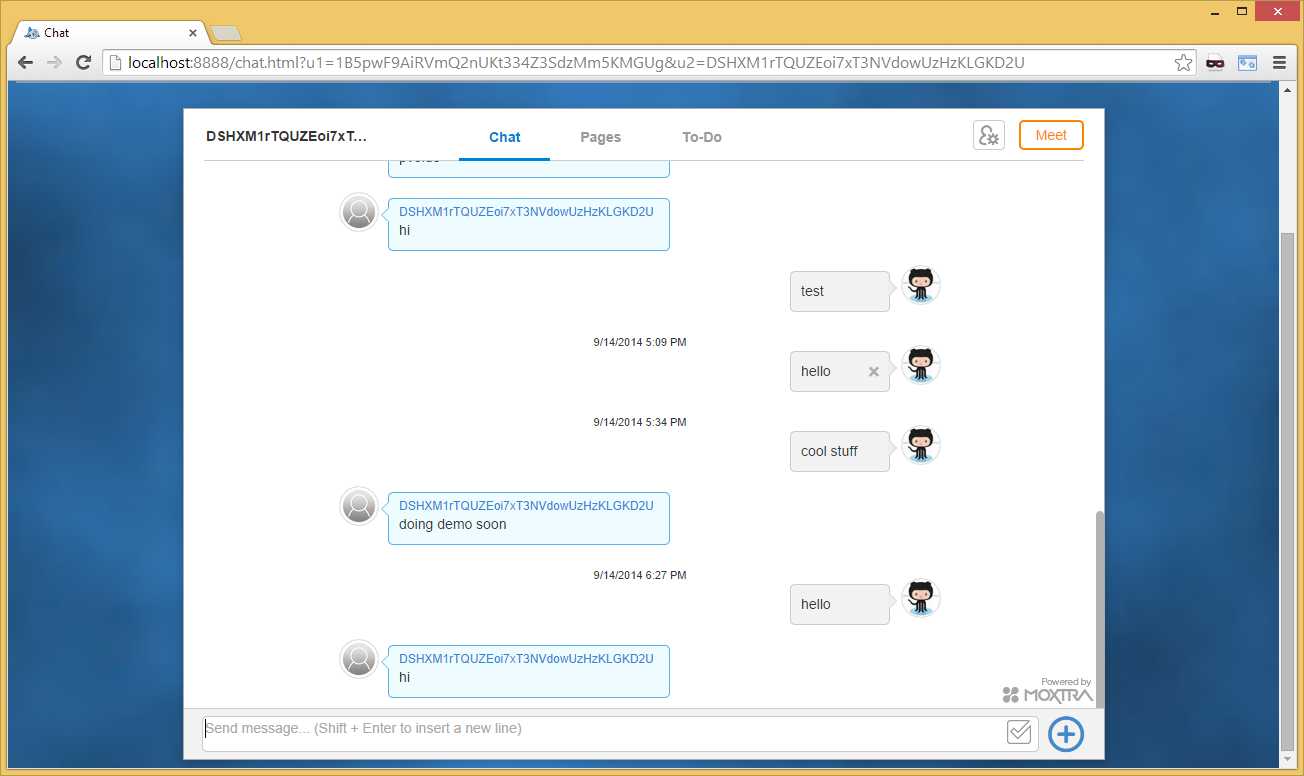 Chat
localhost:8888/chat.html?u1=1B5pwF9AiRVmQ2nUKt334Z3SdzMm5KMGUg&u2=DSHXM1rTQUZEoi7xT3NVdowUzHzKLGKD2U
DSHXM1rTQUZEoi7xT... Chat Pages To-Do Meet
DSHXM1rTQUZEoi7xT3NVdowUzHzKLGKD2U
hi
test
9/14/2014 5:09 PM
hello
9/14/2014 5:34 PM
cool stuff
DSHXM1rTQUZEoi7xT3NVdowUzHzKLGKD2U
doing demo soon
9/14/2014 6:27 PM
hello
DSHXM1rTQUZEoi7xT3NVdowUzHzKLGKD2U
hi
Powered by
MOXTRA
Send message... (Shift + Enter to insert a new line)